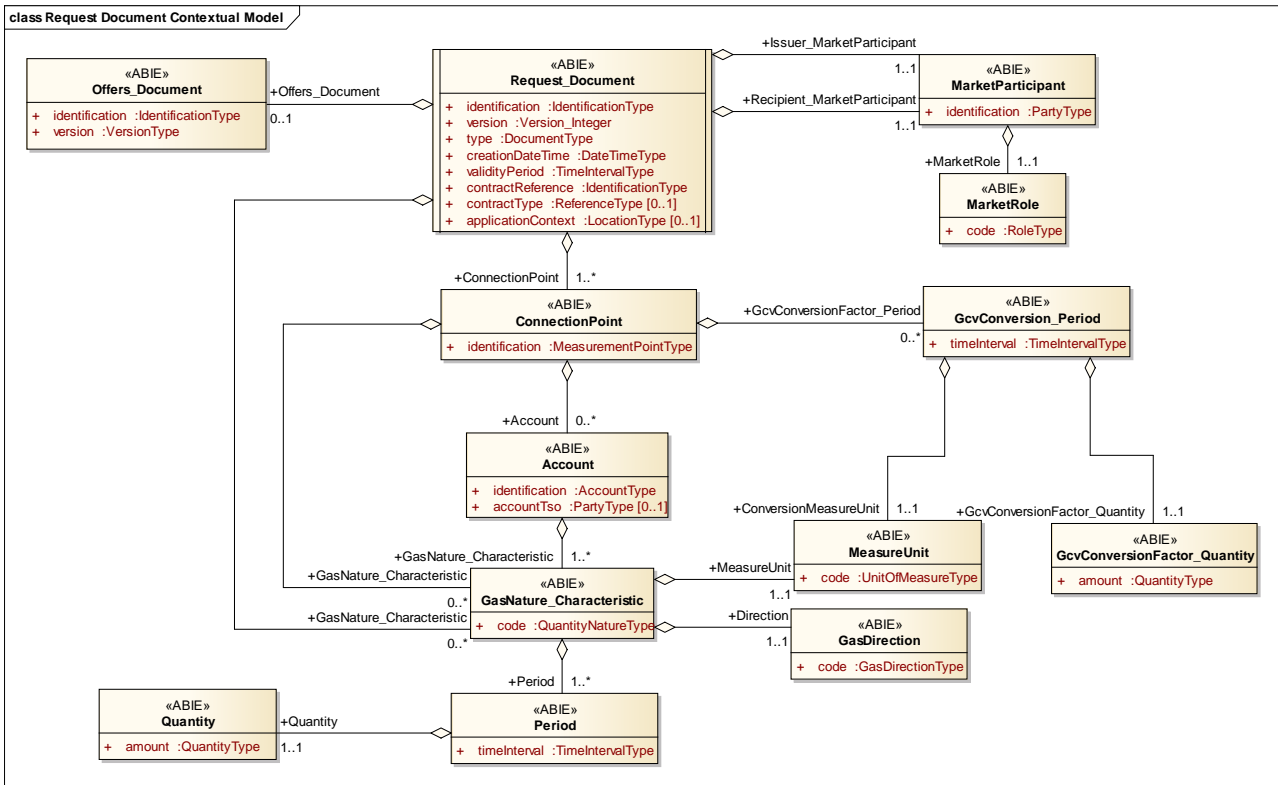 class Request Document Contextual Model
«ABIE»
Offers_Document
+ identification :IdentificationType
+ version :VersionType
+Offers_Document
0..1
«ABIE»
Request_Document
+ identification :IdentificationType
+ version :Version_Integer
+ type :DocumentType
+ creationDateTime :DateTimeType
+ validityPeriod :TimeIntervalType
+ contractReference :IdentificationType
+ contractType :ReferenceType [0..1]
+ applicationContext :LocationType [0..1]
+Issuer_MarketParticipant
1..1
+Recipient_MarketParticipant
1..1
«ABIE»
MarketParticipant
+ identification :PartyType
+MarketRole
1..1
«ABIE»
MarketRole
+ code :RoleType
+ConnectionPoint
1..*
«ABIE»
ConnectionPoint
+ identification :MeasurementPointType
+GcvConversionFactor_Period
0..*
«ABIE»
GcvConversion_Period
+ timeInterval :TimeIntervalType
+Account
0..*
«ABIE»
Account
+ identification :AccountType
+ accountTso :PartyType [0..1]
+ConversionMeasureUnit
1..1
+GcvConversionFactor_Quantity
1..1
«ABIE»
MeasureUnit
+ code :UnitOfMeasureType
«ABIE»
GcvConversionFactor_Quantity
+ amount :QuantityType
+GasNature_Characteristic
1..*
+GasNature_Characteristic
0..*
+GasNature_Characteristic
0..*
«ABIE»
GasNature_Characteristic
+ code :QuantityNatureType
+MeasureUnit
1..1
+Direction
1..1
«ABIE»
GasDirection
+ code :GasDirectionType
+Period
1..*
«ABIE»
Period
+ timeInterval :TimeIntervalType
+Quantity
1..1
«ABIE»
Quantity
+ amount :QuantityType